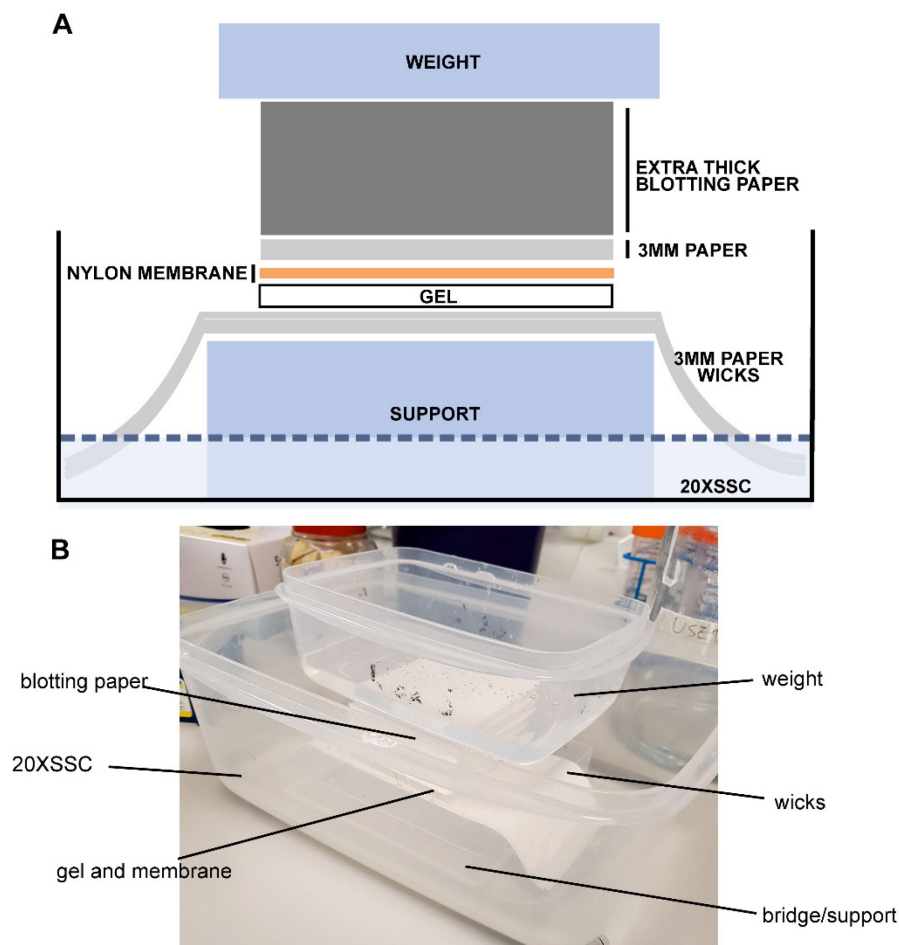 A
WEIGHT
EXTRA THICK
BLOTTING PAPER
3MM PAPER
NYLON MEMBRANE
GEL
3MM PAPER
WICKS
SUPPORT
20XSSC
B
USE
blotting paper
weight
20XSSC
wicks
gel and membrane
bridge/support